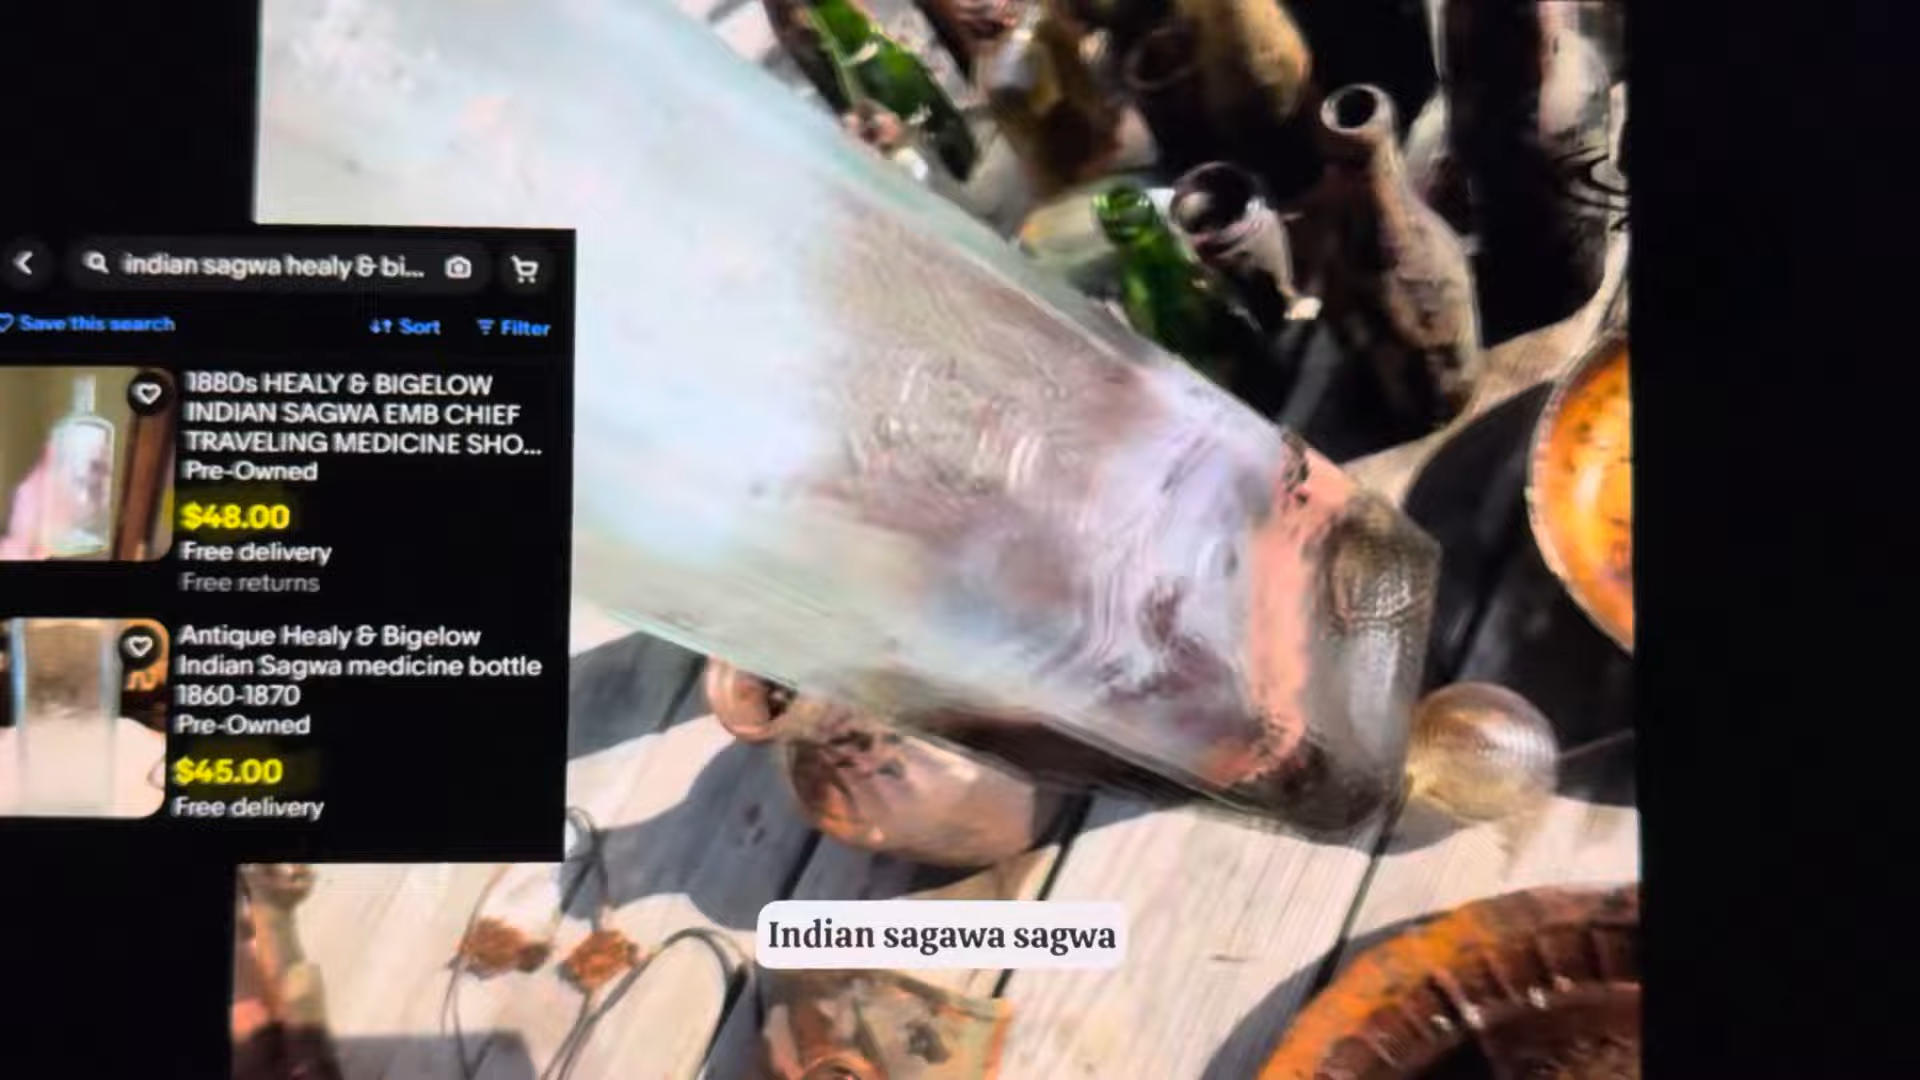 indian sagwa healy & bi...
Save this search
Sort
Filter
1880s HEALY & BIGELOW
INDIAN SAGWA EMB CHIEF
TRAVELING MEDICINE SHO...
Pre-Owned
$48.00
Free delivery
Free returns
Antique Healy & Bigelow
Indian Sagwa medicine bottle
1860-1870
Pre-Owned
$45.00
Free delivery
Indian sagawa sagwa